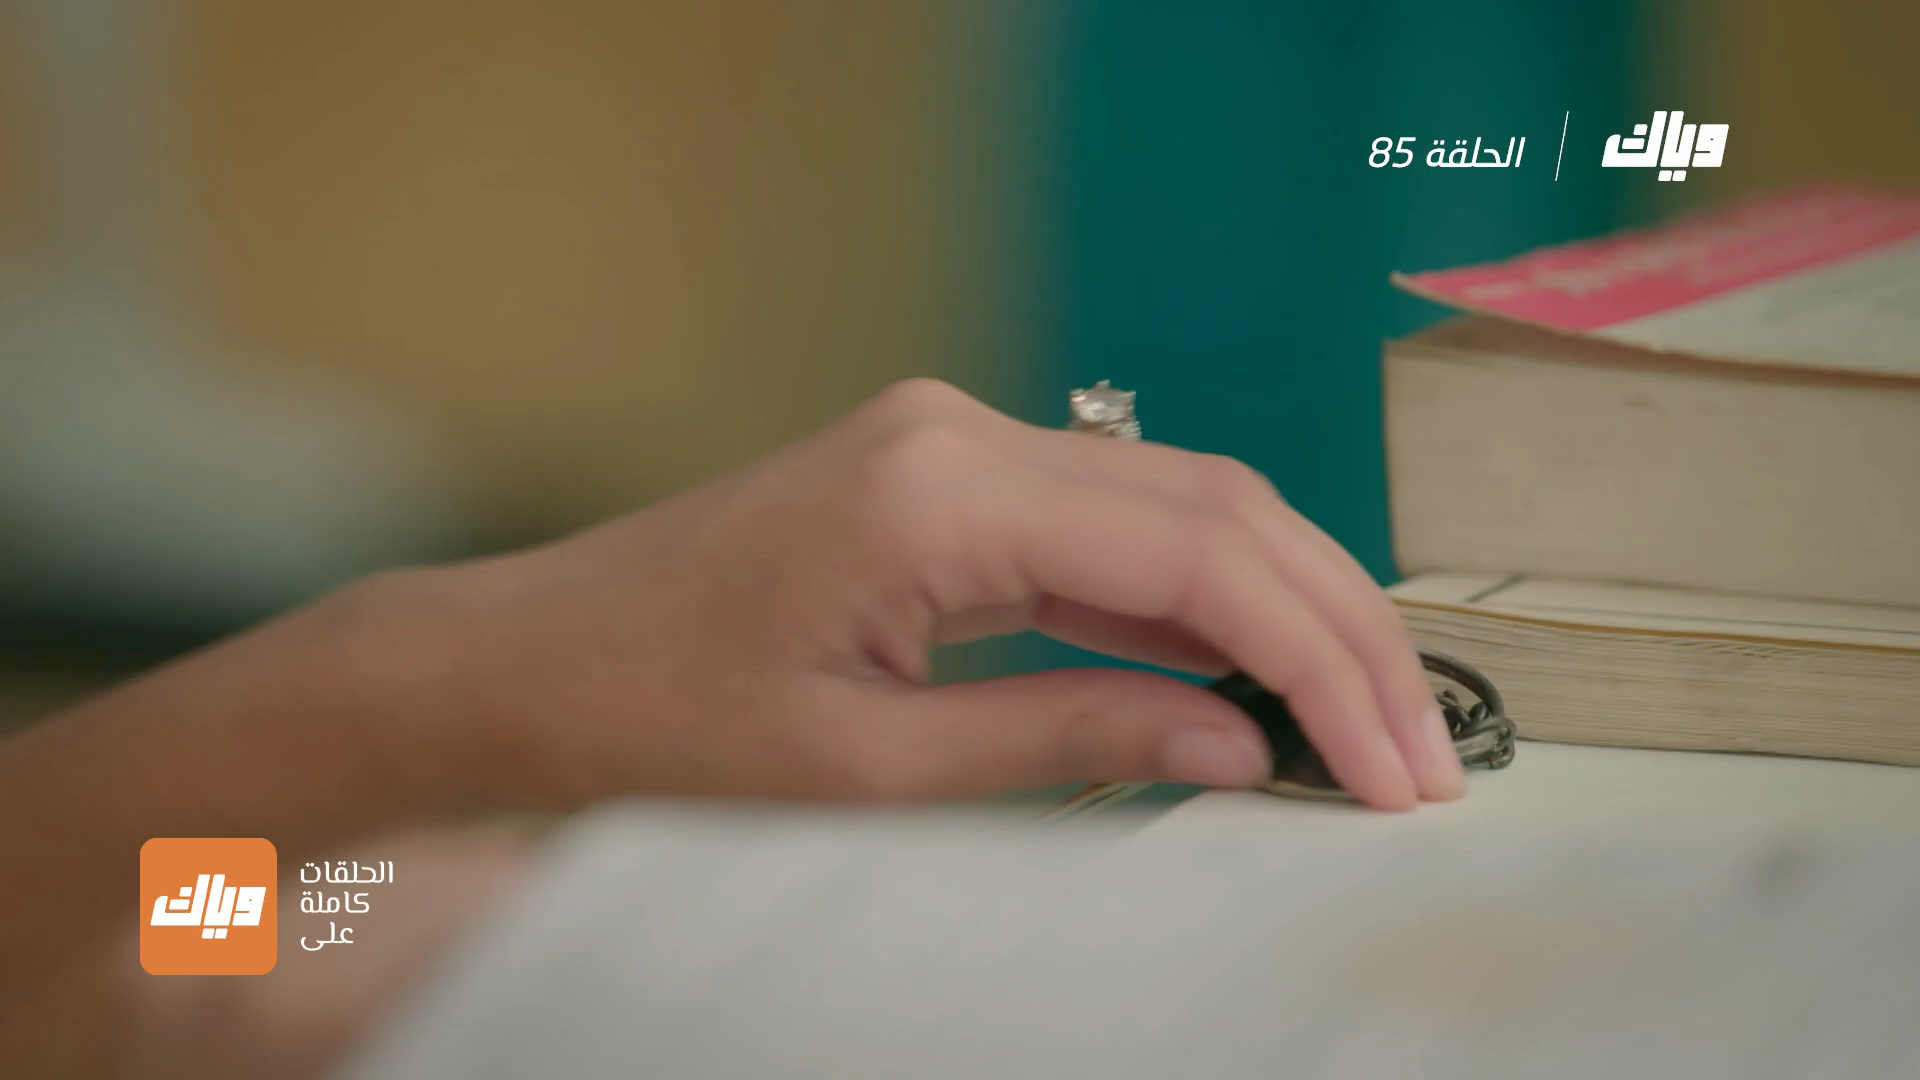 وياك
الحلقة 85
الحلقات
كاملة
على
وياك